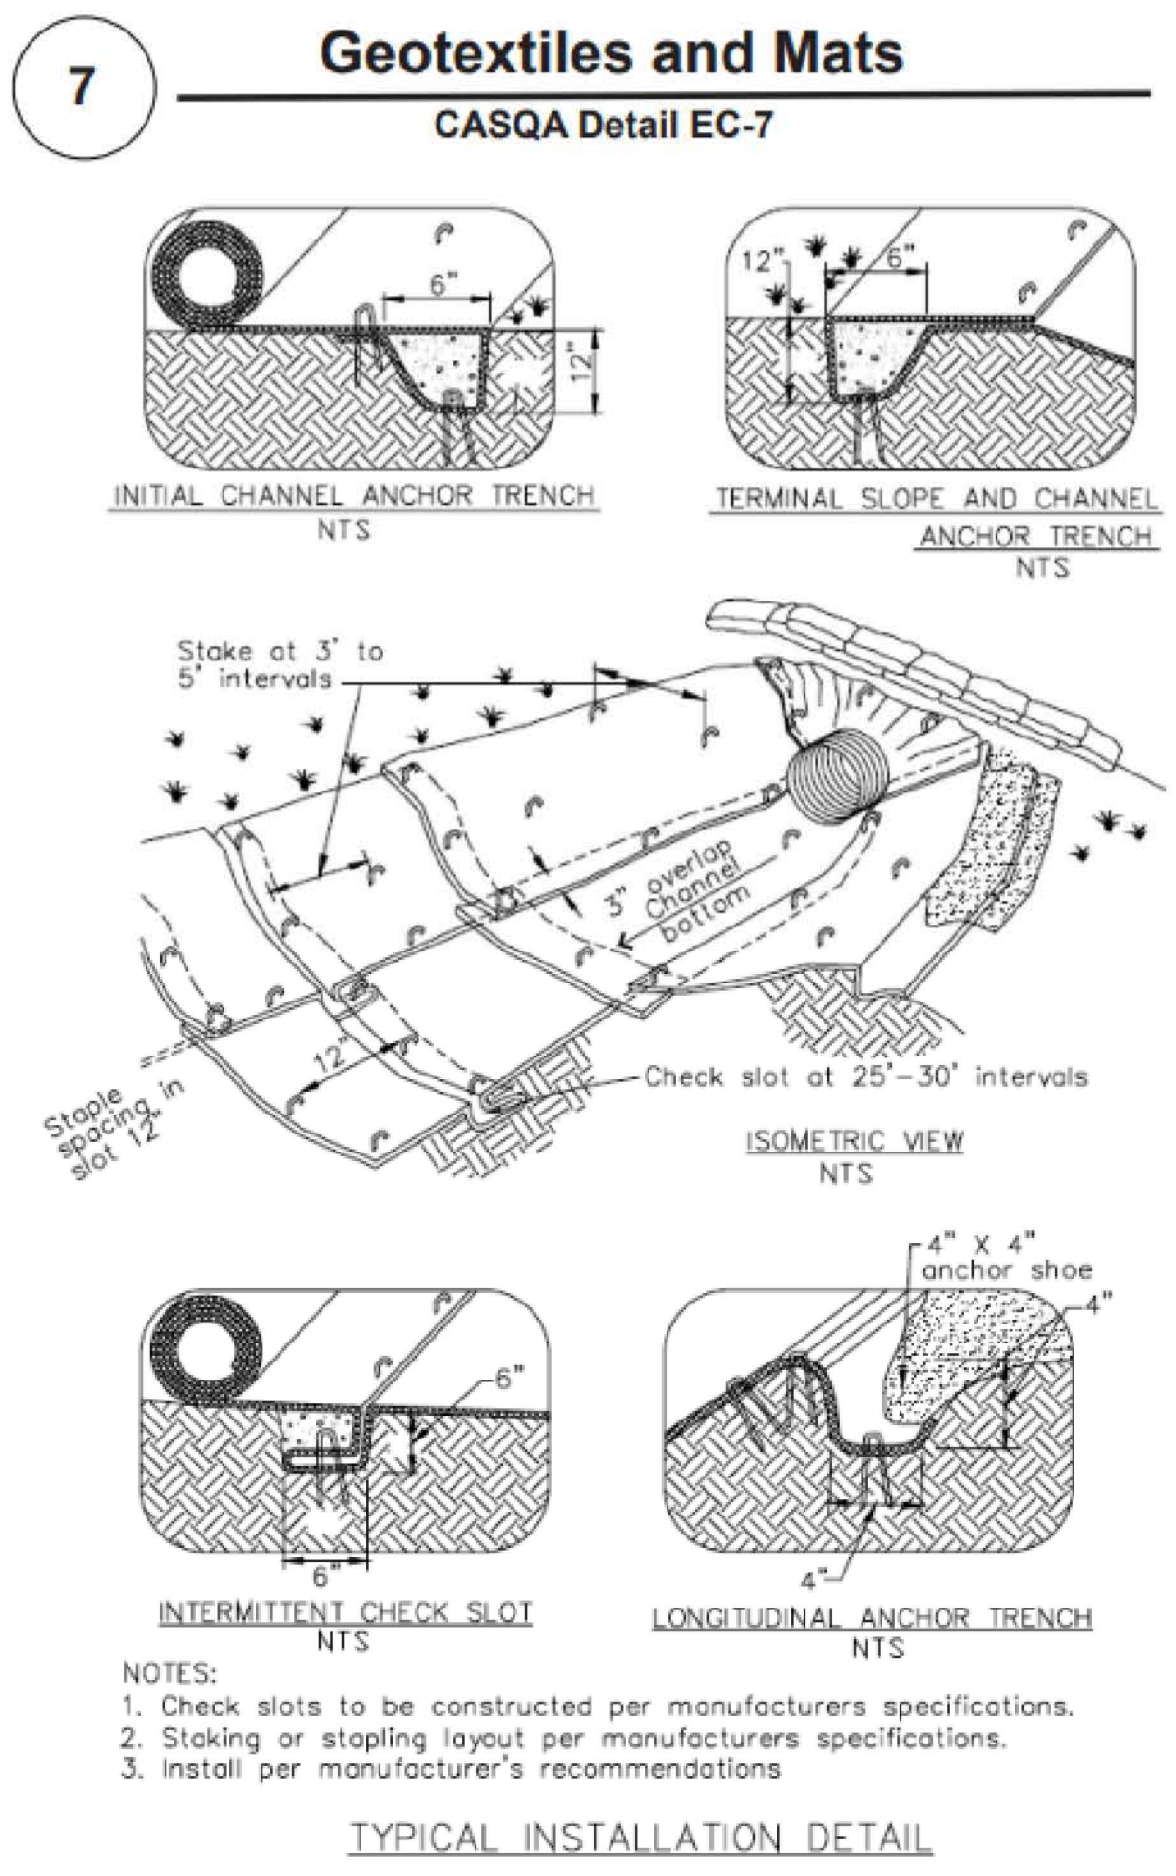 7
Geotextiles and Mats
CASQA Detail EC-7
6"
12"
INITIAL CHANNEL ANCHOR TRENCH
NTS
12"
6"
TERMINAL SLOPE AND CHANNEL
ANCHOR TRENCH
NTS
Stake at 3' to
5' intervals
3" overlap
Channel
bottom
12"
Staple
spacing in
slot 12"
Check slot at 25'-30' intervals
ISOMETRIC VIEW
NTS
6"
6"
INTERMITTENT CHECK SLOT
NTS
4" X 4"
anchor shoe
4"
4"
LONGITUDINAL ANCHOR TRENCH
NTS
NOTES:
1. Check slots to be constructed per manufacturers specifications.
2. Staking or stapling layout per manufacturers specifications.
3. Install per manufacturer's recommendations
TYPICAL INSTALLATION DETAIL